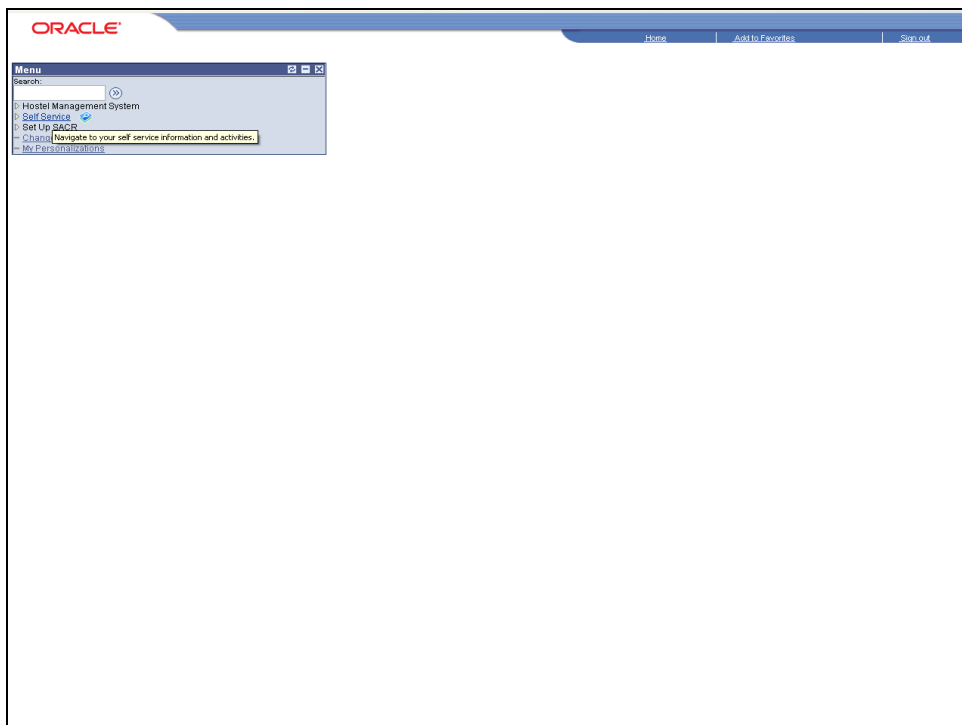 ORACLE
Home Add to Favorites Sign out
Menu
Search:
Hostel Management System
Self Service
Set Up SACR
Navigate to your self service information and activities.
My Personalizations